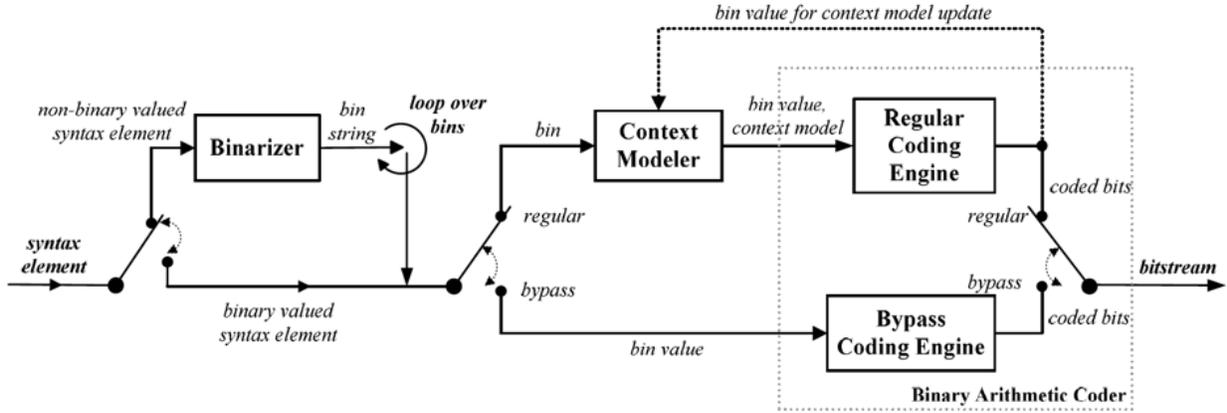 bin value for context model update
non-binary valued
syntax element
Binarizer
bin
string
loop over
bins
bin
Context
Modeler
bin value,
context model
Regular
Coding
Engine
coded bits
regular
regular
syntax
element
binary valued
syntax element
bypass
bin value
Bypass
Coding Engine
bypass
coded bits
bitstream
Binary Arithmetic Coder